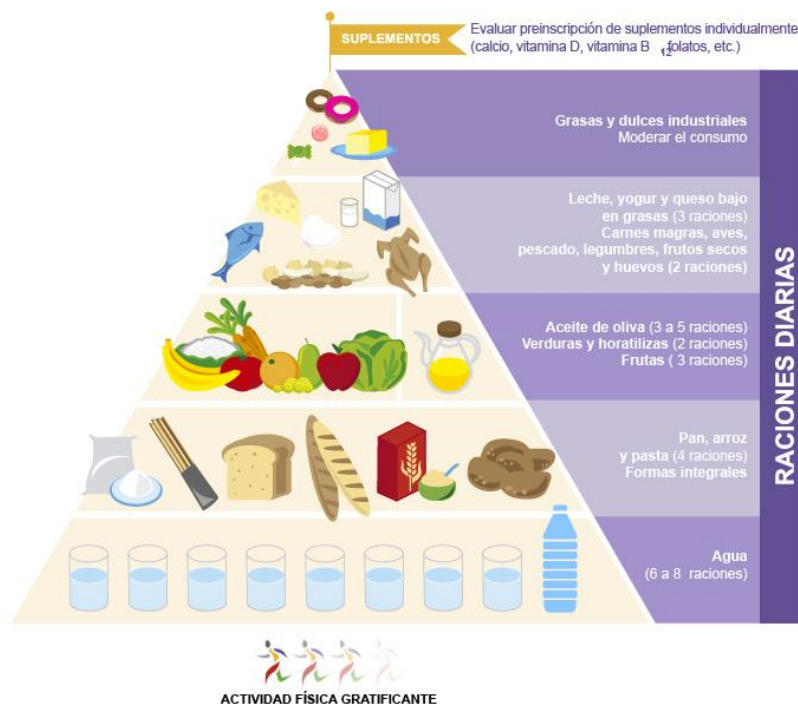 SUPLEMENTOS
Evaluar preinscripción de suplementos individualmente
(calcio, vitamina D, vitamina B 12 folatos, etc.)
Grasas y dulces industriales
Moderar el consumo
Leche, yogur y queso bajo
en grasas (3 raciones)
Carnes magras, aves,
pescado, legumbres, frutos secos
y huevos (2 raciones)
Aceite de oliva (3 a 5 raciones)
Verduras y horatilizas (2 raciones)
Frutas ( 3 raciones)
Pan, arroz
y pasta (4 raciones)
Formas integrales
Agua
(6 a 8 raciones)
RACIONES DIARIAS
ACTIVIDAD FÍSICA GRATIFICANTE